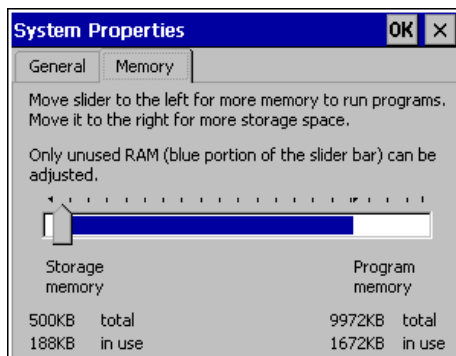 System Properties OK ×
General Memory
Move slider to the left for more memory to run programs.
Move it to the right for more storage space.
Only unused RAM (blue portion of the slider bar) can be
adjusted.
Storage Program
memory memory
500KB total 9972KB total
188KB in use 1672KB in use